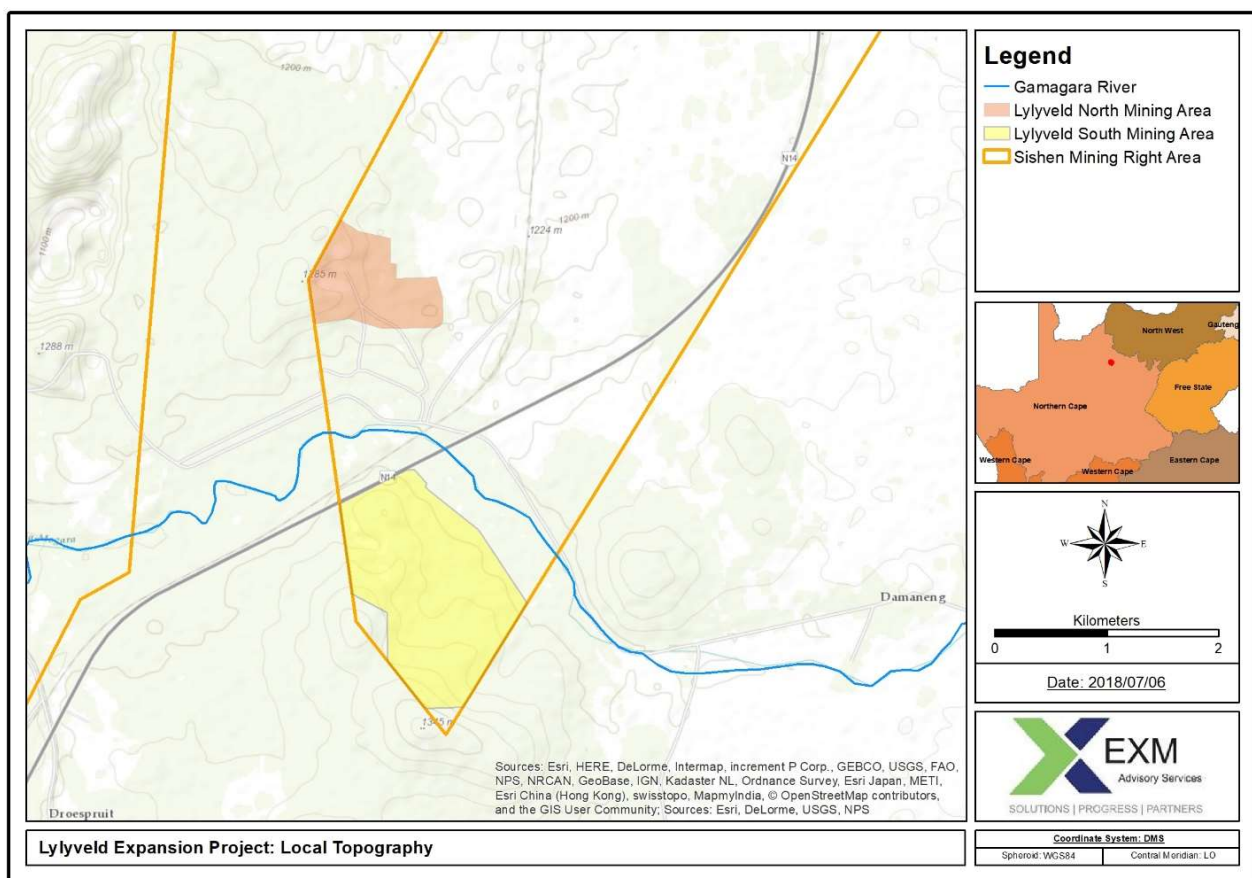 1200 m
N14
1200 m
1224 m
1100 m
1285 m
1288 m
N14
Damaneng
1345 m
Droespruit
Sources: Esri, HERE, DeLorme, Intermap, increment P Corp., GEBCO, USGS, FAO,
NPS, NRCAN, GeoBase, IGN, Kadaster NL, Ordnance Survey, Esri Japan, METI,
Esri China (Hong Kong), swisstopo, MapmyIndia, © OpenStreetMap contributors,
and the GIS User Community; Sources: Esri, DeLorme, USGS, NPS
Lylyveld Expansion Project: Local Topography
Legend
Gamagara River
Lylyveld North Mining Area
Lylyveld South Mining Area
Sishen Mining Right Area
North West
Gauteng
Free State
Northern Cape
Western Cape
Western Cape
Eastern Cape
N
W E
S
Kilometers
0 1 2
Date: 2018/07/06
EXM
Advisory Services
SOLUTIONS | PROGRESS | PARTNERS
Coordinate System: DMS
Spheroid: WGS84 Central Meridian: LO